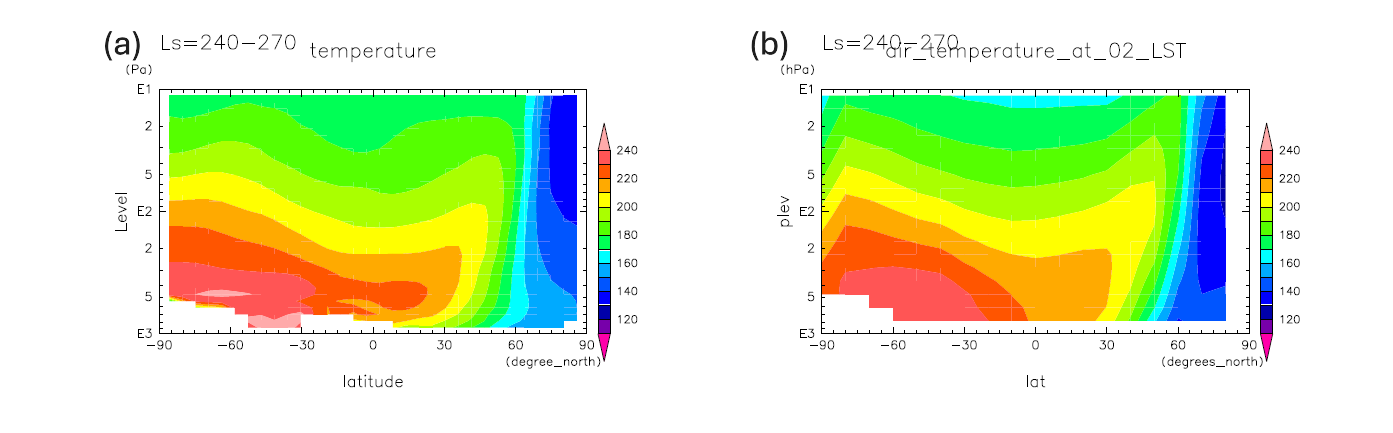 (a) Ls=240−270 temperature
(Pa)
E1
2
5
E2
2
5
E3
Level
−90 −60 −30 0 30 60 90
(degree_north)
latitude
240
220
200
180
160
140
120
(b) Ls=240−270 air_temperature_at_02_LST
(hPa)
E1
2
5
E2
2
5
E3
plev
−90 −60 −30 0 30 60 90
(degrees_north)
lat
240
220
200
180
160
140
120